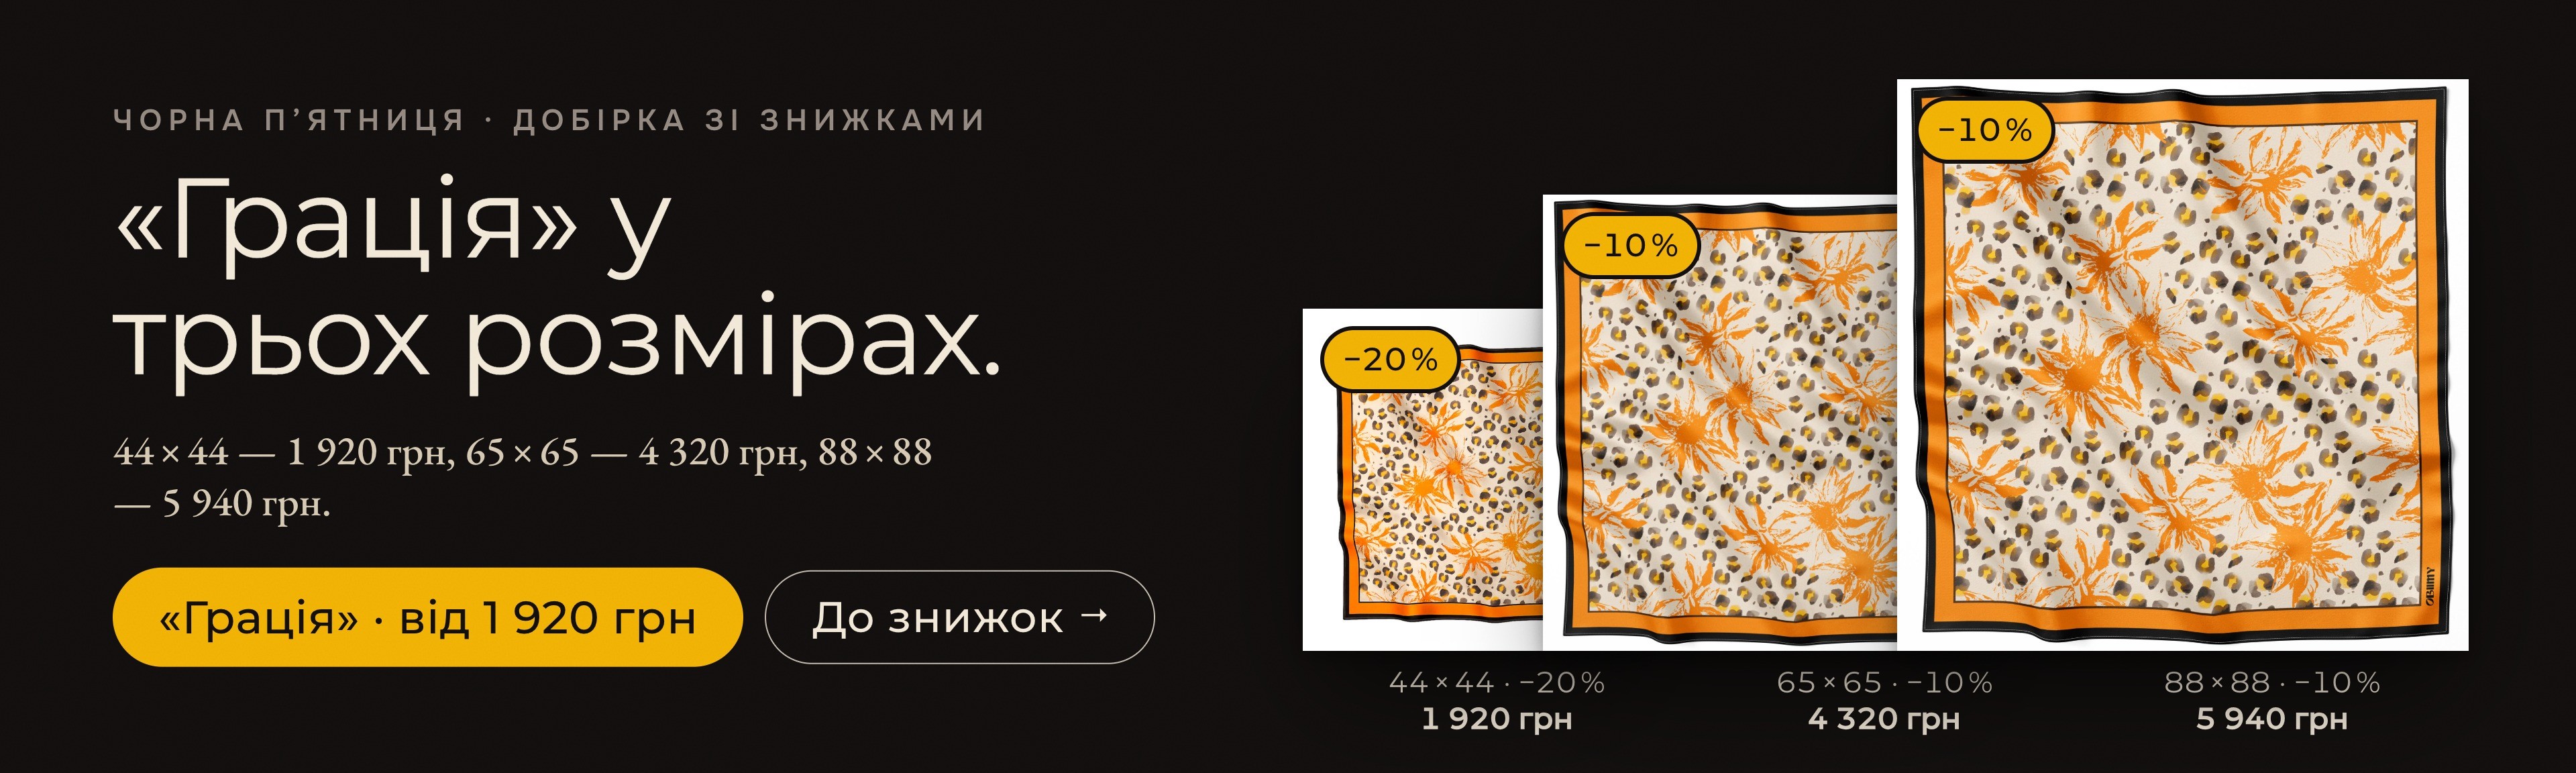 ЧОРНА П’ЯТНИЦЯ · ДОБІРКА ЗІ ЗНИЖКАМИ
«Грація» у
трьох розмірах.
44 × 44 — 1 920 грн, 65 × 65 — 4 320 грн, 88 × 88
— 5 940 грн.
«Грація» · від 1 920 грн
До знижок →
−20 %
−10 %
−10 %
OBIIMY
44 × 44 · −20 %
1 920 грн
65 × 65 · −10 %
4 320 грн
88 × 88 · −10 %
5 940 грн